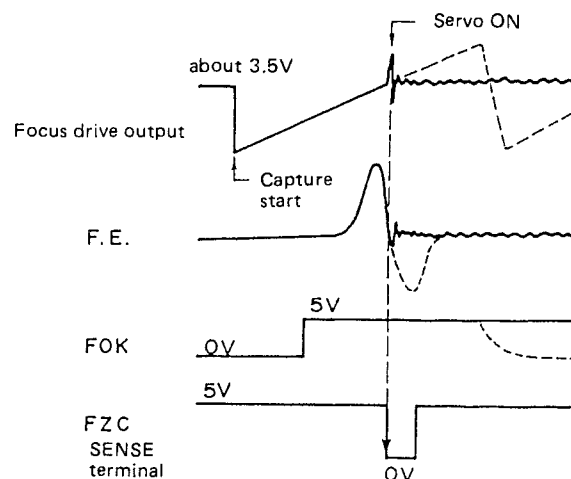 Servo ON
about 3.5V
Focus drive output
Capture
start
F.E.
5V
0V
FOK
5V
FZC
SENSE
terminal
0V